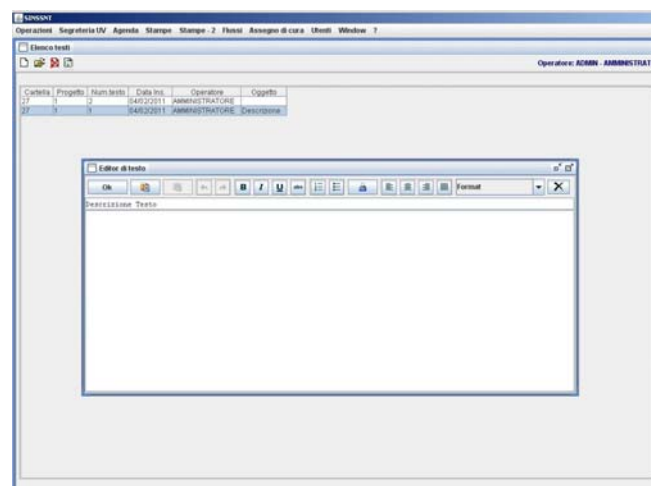 SINSSNT
Operazioni Segreteria UV Agenda Stampe Stampe - 2 Flussi Assegno di cura Utenti Window ?
Elenco testi
Operatore: ADMIN - AMMINISTRAT
Cartella Progetto Num.testo Data Ins. Operatore Oggetto
27 1 2 04/02/2011 AMMINISTRATORE
27 1 1 04/02/2011 AMMINISTRATORE Descrizione
Editor di testo
Ok B I U abc Format
Descrizione Testo